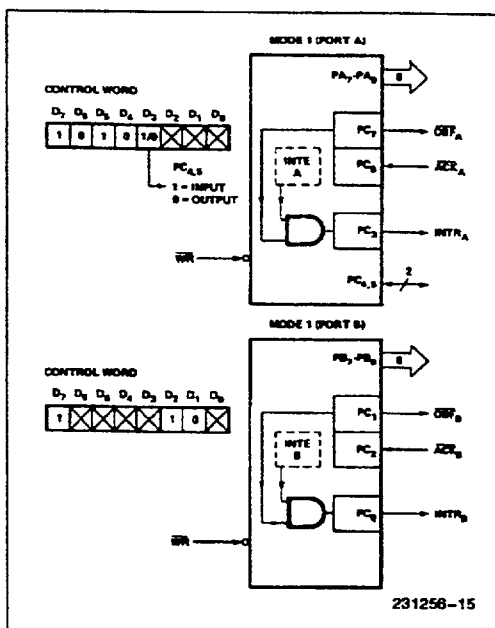 MODE 1 (PORT A)
PA7-PA0
8
CONTROL WORD
D7 D6 D5 D4 D3 D2 D1 D0
1 0 1 0 1/0
PC4,5
1 = INPUT
0 = OUTPUT
PC7
OBFA
INTE
A
PC6
ACKA
PC3
INTRA
WR
PC4,5
2
MODE 1 (PORT B)
PB7-PB0
8
CONTROL WORD
D7 D6 D5 D4 D3 D2 D1 D0
1 1 0
PC1
OBFB
INTE
B
PC2
ACKB
PC0
INTRB
WR
231256-15